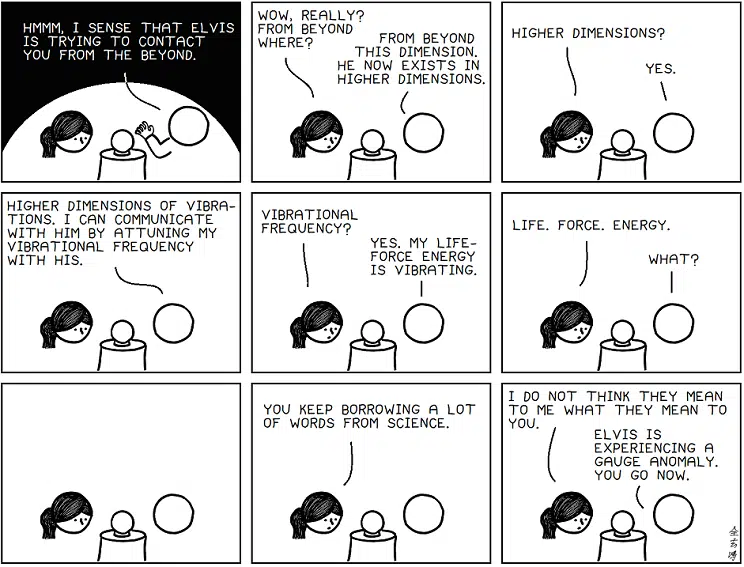 HMMM, I SENSE THAT ELVIS
IS TRYING TO CONTACT
YOU FROM THE BEYOND.
WOW, REALLY?
FROM BEYOND
WHERE?
FROM BEYOND
THIS DIMENSION.
HE NOW EXISTS IN
HIGHER DIMENSIONS.
HIGHER DIMENSIONS?
YES.
HIGHER DIMENSIONS OF VIBRA-
TIONS. I CAN COMMUNICATE
WITH HIM BY ATTUNING MY
VIBRATIONAL FREQUENCY
WITH HIS.
VIBRATIONAL
FREQUENCY?
YES. MY LIFE-
FORCE ENERGY
IS VIBRATING.
LIFE. FORCE. ENERGY.
WHAT?
YOU KEEP BORROWING A LOT
OF WORDS FROM SCIENCE.
I DO NOT THINK THEY MEAN
TO ME WHAT THEY MEAN TO
YOU.
ELVIS IS
EXPERIENCING A
GAUGE ANOMALY.
YOU GO NOW.